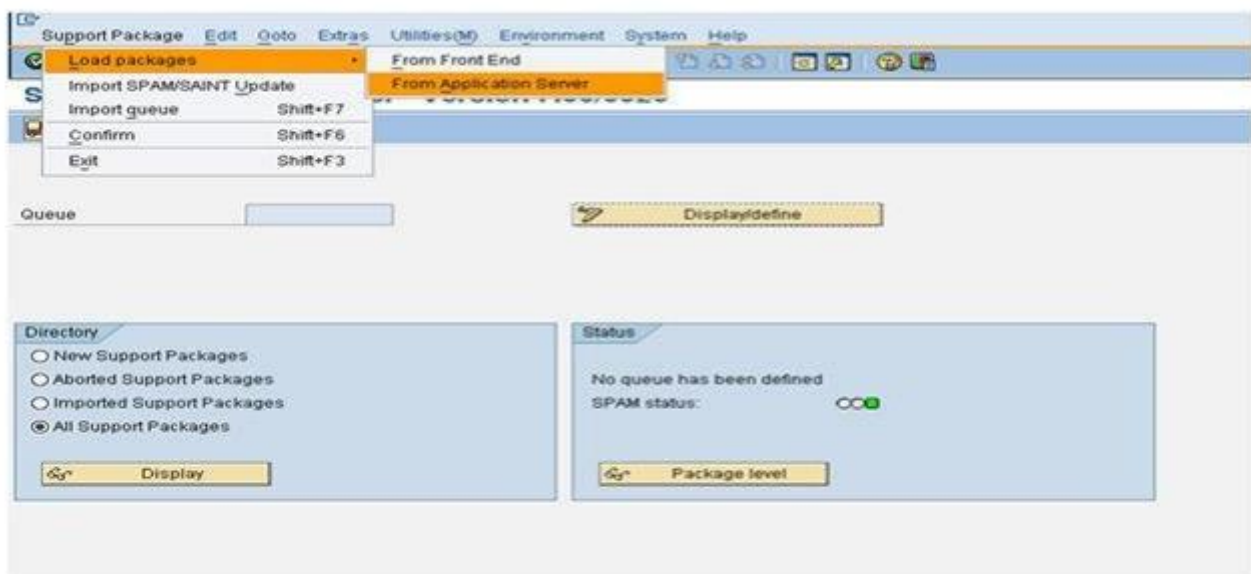 Support Package Edit Goto Extras Utilities(M) Environment System Help
Load packages
From Front End
From Application Server
Import SPAM/SAINT Update
Import queue Shift+F7
Confirm Shift+F6
Exit Shift+F3
Queue
Display/define
Directory
New Support Packages
Aborted Support Packages
Imported Support Packages
All Support Packages
Display
Status
No queue has been defined
SPAM status:
Package level